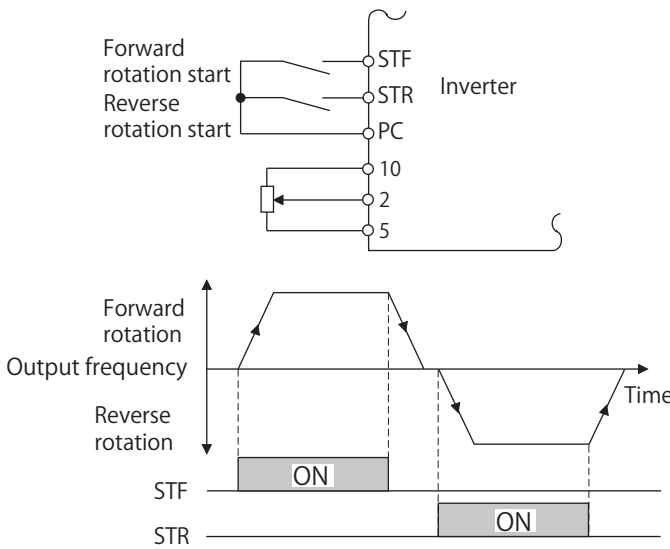 Forward
rotation start
Reverse
rotation start
STF
STR
PC
10
2
5
Inverter
Forward
rotation
Output frequency
Reverse
rotation
Time
STF
ON
STR
ON